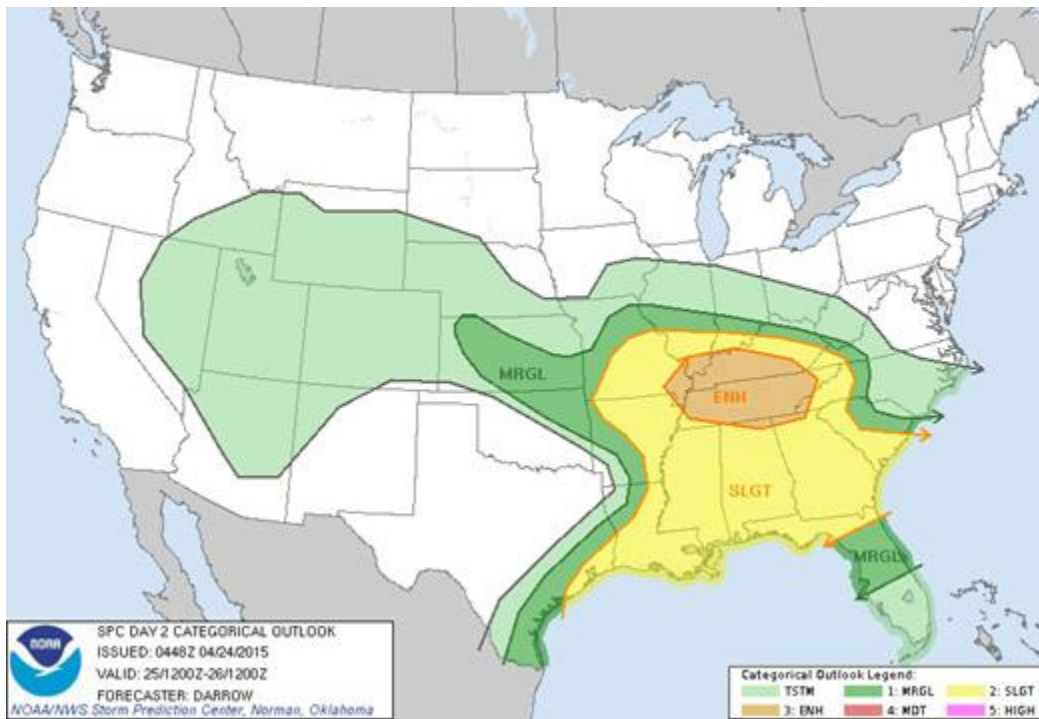 MRGL
ENH
SLGT
MRGL
NOAA
SPC DAY 2 CATEGORICAL OUTLOOK
ISSUED: 0448Z 04/24/2015
VALID: 25/1200Z-26/1200Z
FORECASTER: DARROW
NOAA/NWS Storm Prediction Center, Norman, Oklahoma
Categorical Outlook Legend:
TSTM 1: MRGL 2: SLGT
3: ENH 4: MDT 5: HIGH